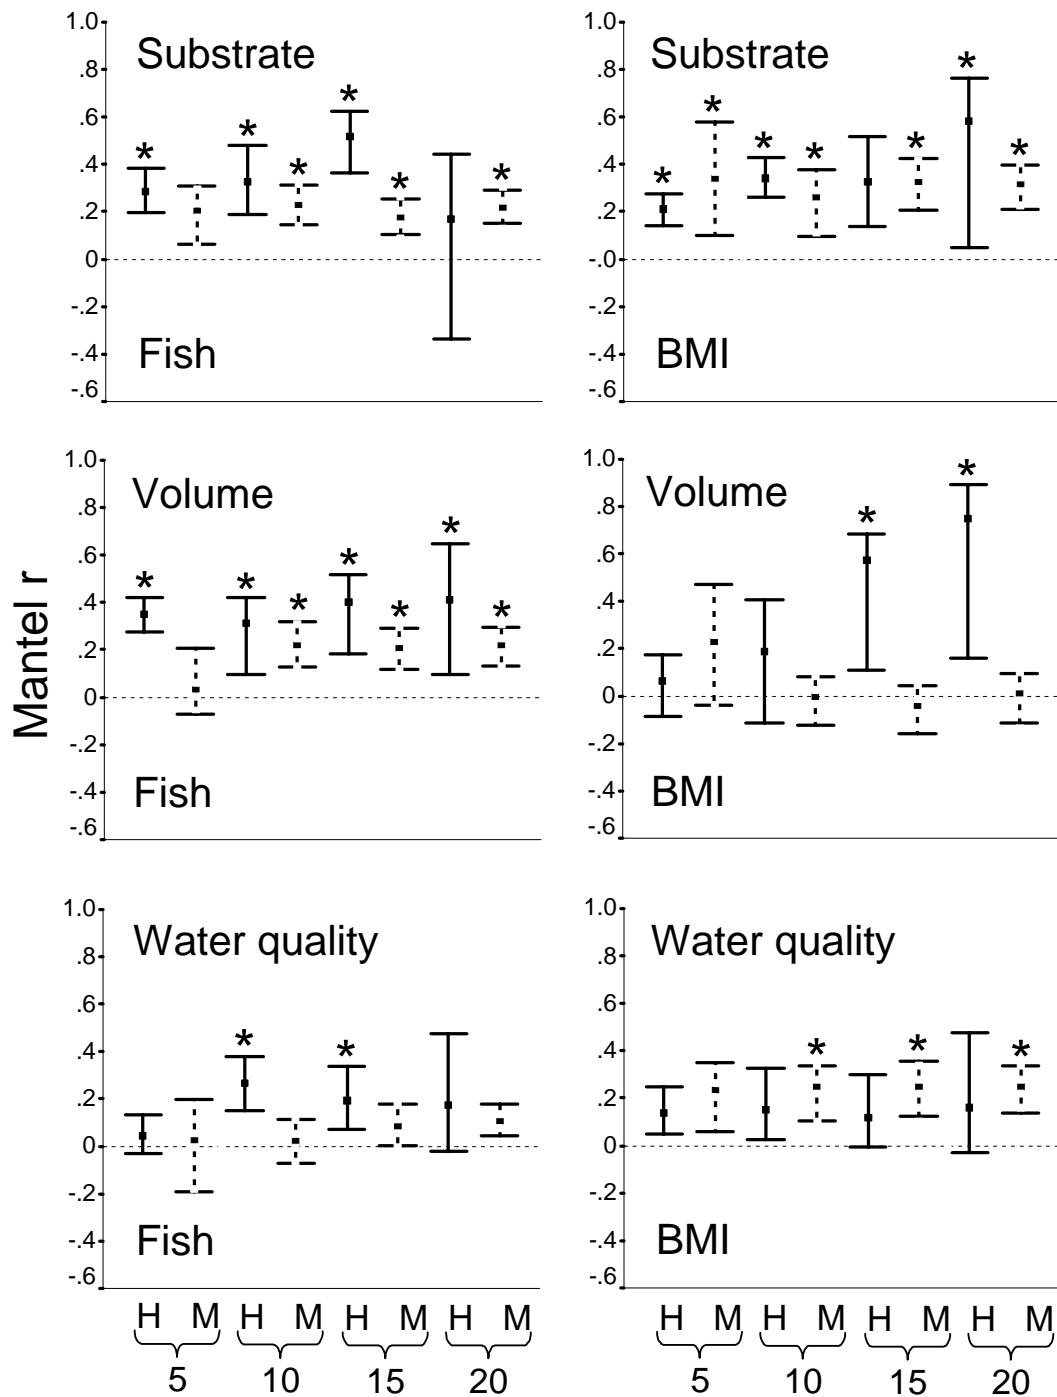 Mantel r
1.0
.8
.6
.4
.2
0
-.2
-.4
-.6
Substrate
* * * * * *
Fish
1.0
.8
.6
.4
.2
-.0
-.2
-.4
-.6
Substrate
* * * * * * *
BMI
1.0
.8
.6
.4
.2
0
-.2
-.4
-.6
Volume
* * * * * * *
Fish
1.0
.8
.6
.4
.2
0
-.2
-.4
-.6
Volume
* *
BMI
1.0
.8
.6
.4
.2
0
-.2
-.4
-.6
Water quality
* *
Fish
1.0
.8
.6
.4
.2
0
-.2
-.4
-.6
Water quality
* * *
BMI
H M H M H M H M
5 10 15 20
H M H M H M H M
5 10 15 20